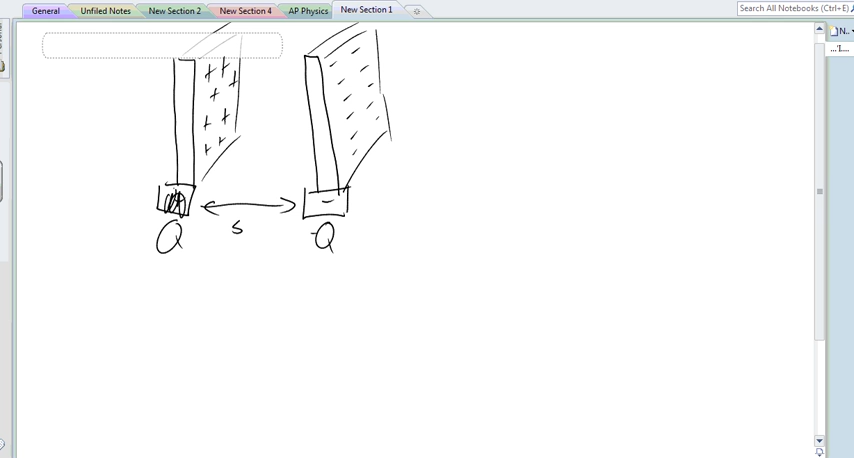 Search All Notebooks (Ctrl+E)
General Unfiled Notes New Section 2 New Section 4 AP Physics New Section 1
N..
+ + + + + + +
- - - - - - - - - -
-
s
Q -Q